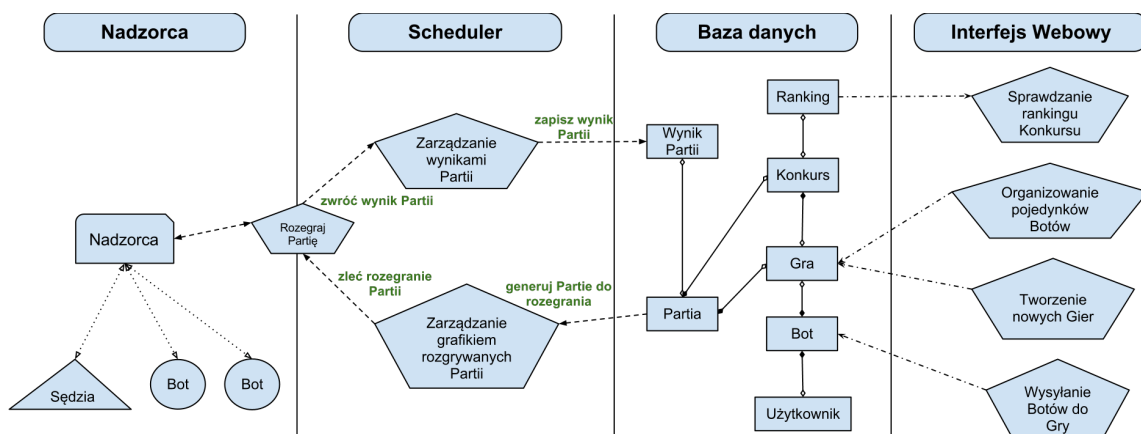 Nadzorca
Scheduler
Baza danych
Interfejs Webowy
Nadzorca
Sędzia
Bot
Bot
Rozegraj
Partię
zwróć wynik Partii
zleć rozegranie
Partii
Zarządzanie
wynikami
Partii
zapisz wynik
Partii
Zarządzanie
grafikiem
rozgrywanych
Partii
generuj Partie do
rozegrania
Wynik
Partii
Partia
Ranking
Konkurs
Gra
Bot
Użytkownik
Sprawdzanie
rankingu
Konkursu
Organizowanie
pojedynków
Botów
Tworzenie
nowych Gier
Wysyłanie
Botów do
Gry